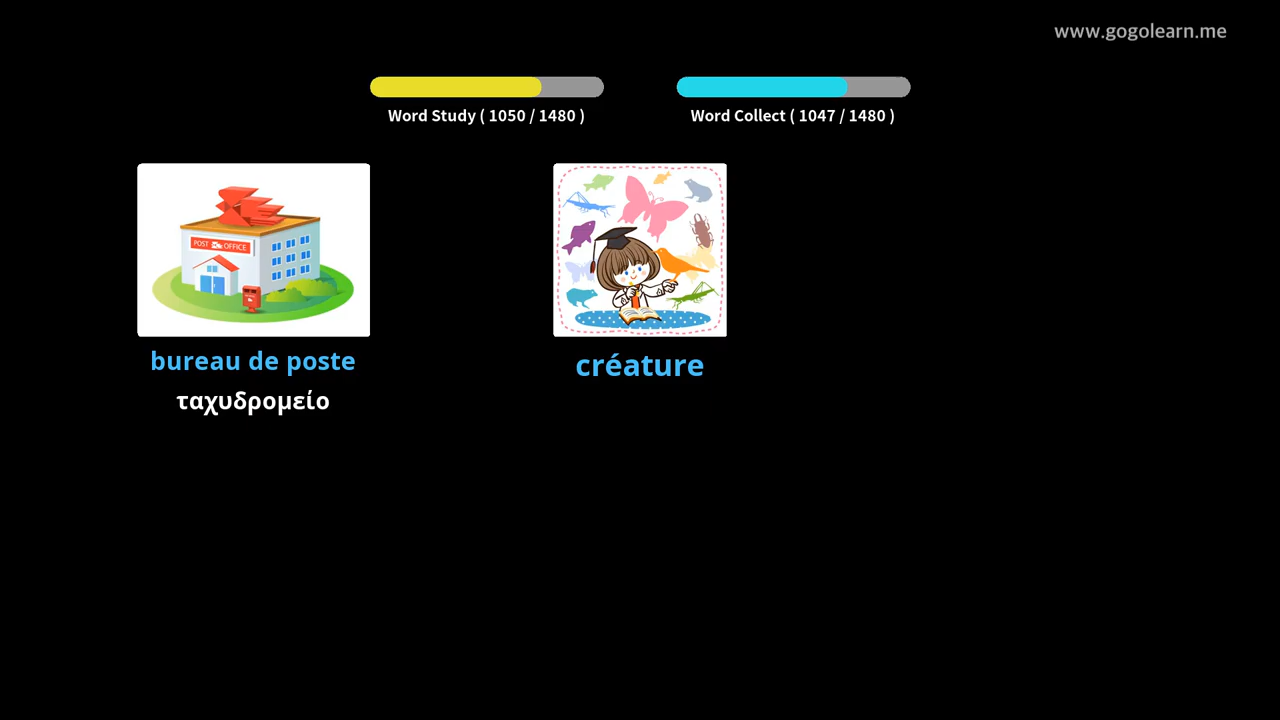 www.gogolearn.me
Word Study ( 1050 / 1480 )
Word Collect ( 1047 / 1480 )
POST OFFICE
bureau de poste
ταχυδρομείο
créature